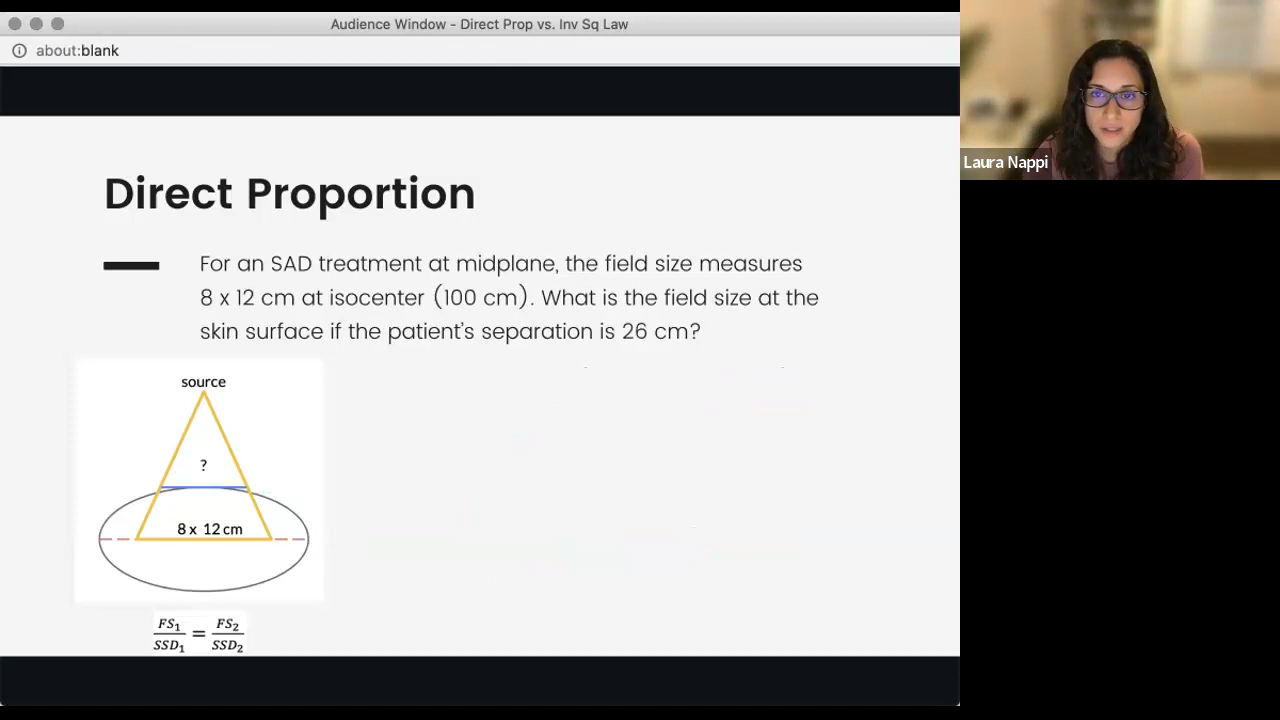 Audience Window - Direct Prop vs. Inv Sq Law
about:blank
Laura Nappi
Direct Proportion
For an SAD treatment at midplane, the field size measures
8 x 12 cm at isocenter (100 cm). What is the field size at the
skin surface if the patient's separation is 26 cm?
source
?
8 x 12 cm
FS₁/SSD₁ = FS₂/SSD₂